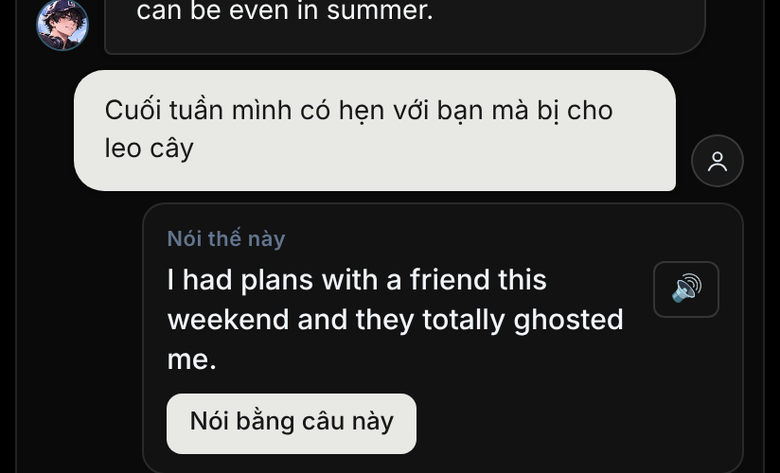 can be even in summer.
Cuối tuần mình có hẹn với bạn mà bị cho
leo cây
Nói thế này
I had plans with a friend this
weekend and they totally ghosted
me.
Nói bằng câu này